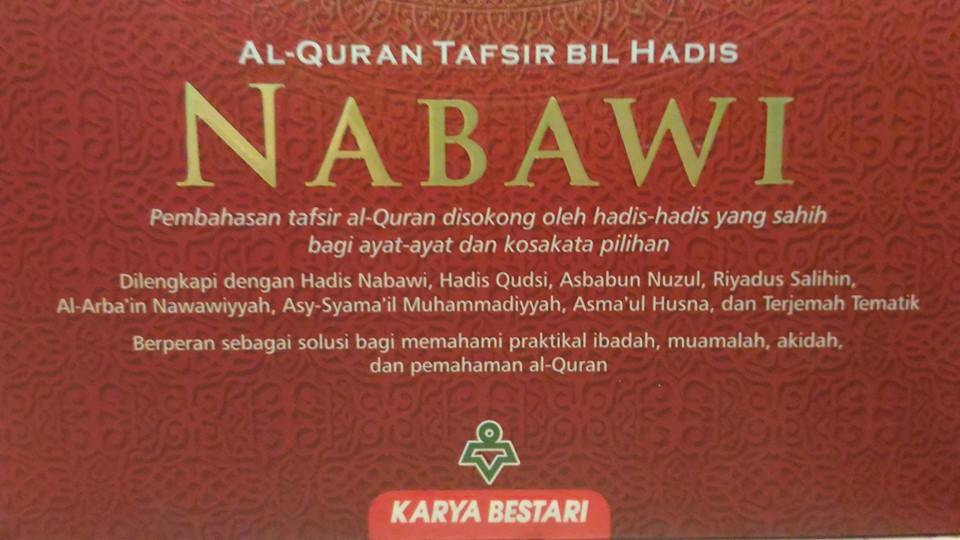 AL-QURAN TAFSIR BIL HADIS
NABAWI
Pembahasan tafsir al-Quran disokong oleh hadis-hadis yang sahih
bagi ayat-ayat dan kosakata pilihan
Dilengkapi dengan Hadis Nabawi, Hadis Qudsi, Asbabun Nuzul, Riyadus Salihin,
Al-Arba'in Nawawiyyah, Asy-Syama'il Muhammadiyyah, Asma'ul Husna, dan Terjemah Tematik
Berperan sebagai solusi bagi memahami praktikal ibadah, muamalah, akidah,
dan pemahaman al-Quran
KARYA BESTARI